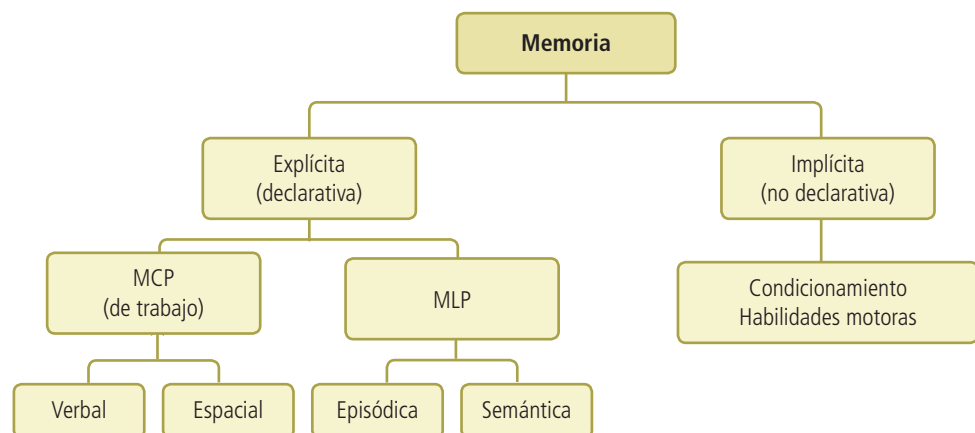 Memoria
Explícita
(declarativa)
Implícita
(no declarativa)
MCP
(de trabajo)
MLP
Condicionamiento
Habilidades motoras
Verbal
Espacial
Episódica
Semántica